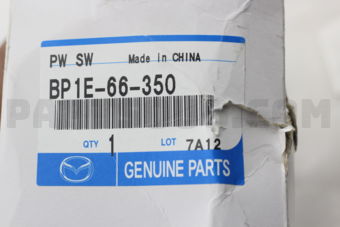 PW SW Made in CHINA
BP1E-66-350
QTY 1 LOT 7A12
GENUINE PARTS